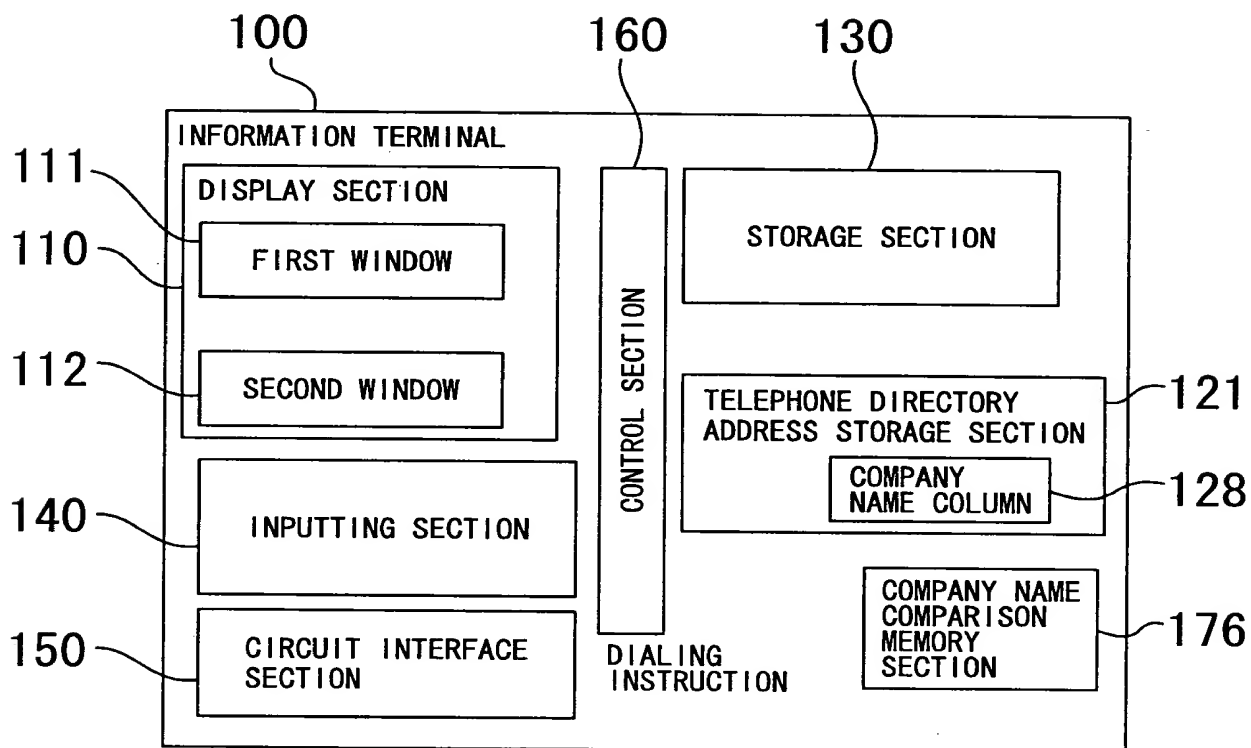 100
160
130
INFORMATION TERMINAL
111
DISPLAY SECTION
110
FIRST WINDOW
STORAGE SECTION
112
SECOND WINDOW
CONTROL SECTION
TELEPHONE DIRECTORY
ADDRESS STORAGE SECTION
121
COMPANY
NAME COLUMN
128
140
INPUTTING SECTION
COMPANY NAME
COMPARISON
MEMORY
SECTION
176
150
CIRCUIT INTERFACE
SECTION
DIALING
INSTRUCTION